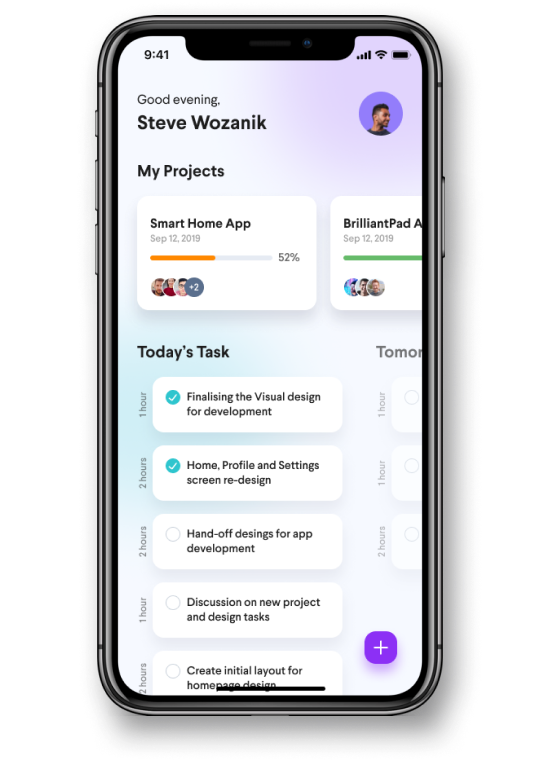 9:41
Good evening,
Steve Wozanik
My Projects
Smart Home App
Sep 12, 2019
52%
+2
BrilliantPad A
Sep 12, 2019
Today's Task
Tomor
1 hour
Finalising the Visual design
for development
1 hour
2 hours
Home, Profile and Settings
screen re-design
1 hour
2 hours
Hand-off desings for app
development
2 hours
1 hour
Discussion on new project
and design tasks
2 hours
Create initial layout for
homepage design